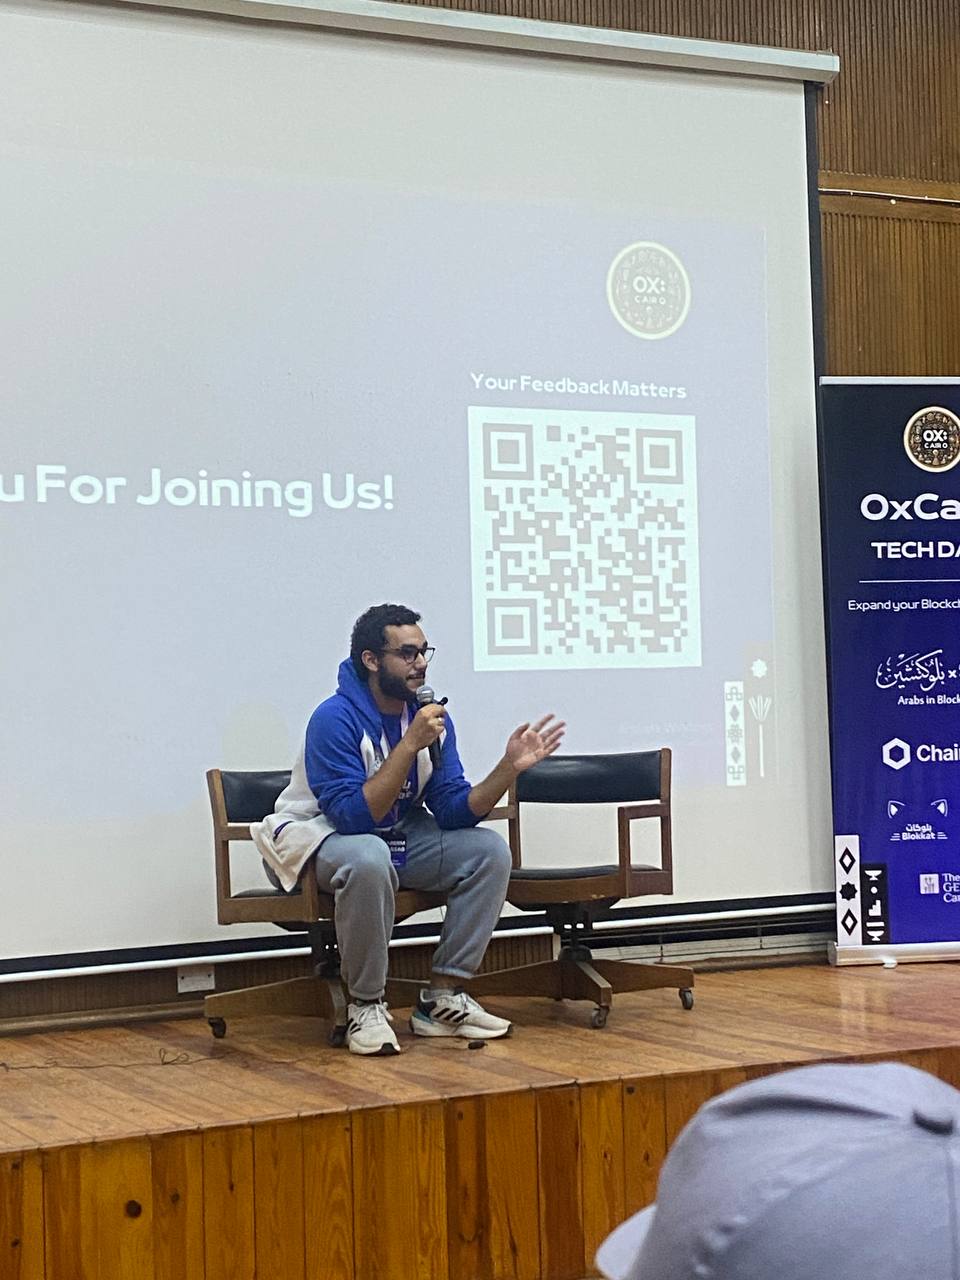 OX:
CAIRO
Your Feedback Matters
u For Joining Us!
OX:
CAIRO
OxCa
TECH DA
Expand your Blockch
بلوكتشين
Arabs in Block
Chai
بلوكات
Blokkat
The
GE
Ca